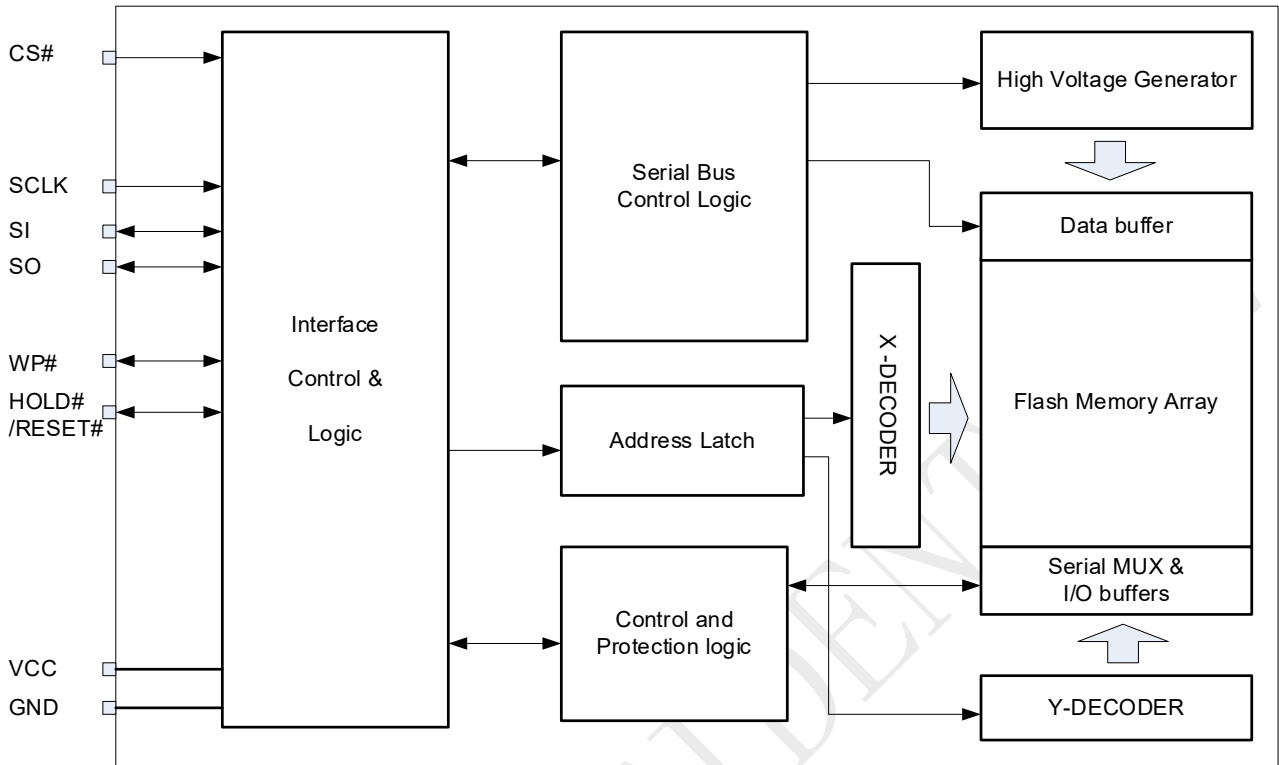 CS#
SCLK
SI
SO
WP#
HOLD#
/RESET#
VCC
GND
Interface
Control &
Logic
Serial Bus
Control Logic
Address Latch
Control and
Protection logic
X -DECODER
High Voltage Generator
Data buffer
Flash Memory Array
Serial MUX &
I/O buffers
Y-DECODER